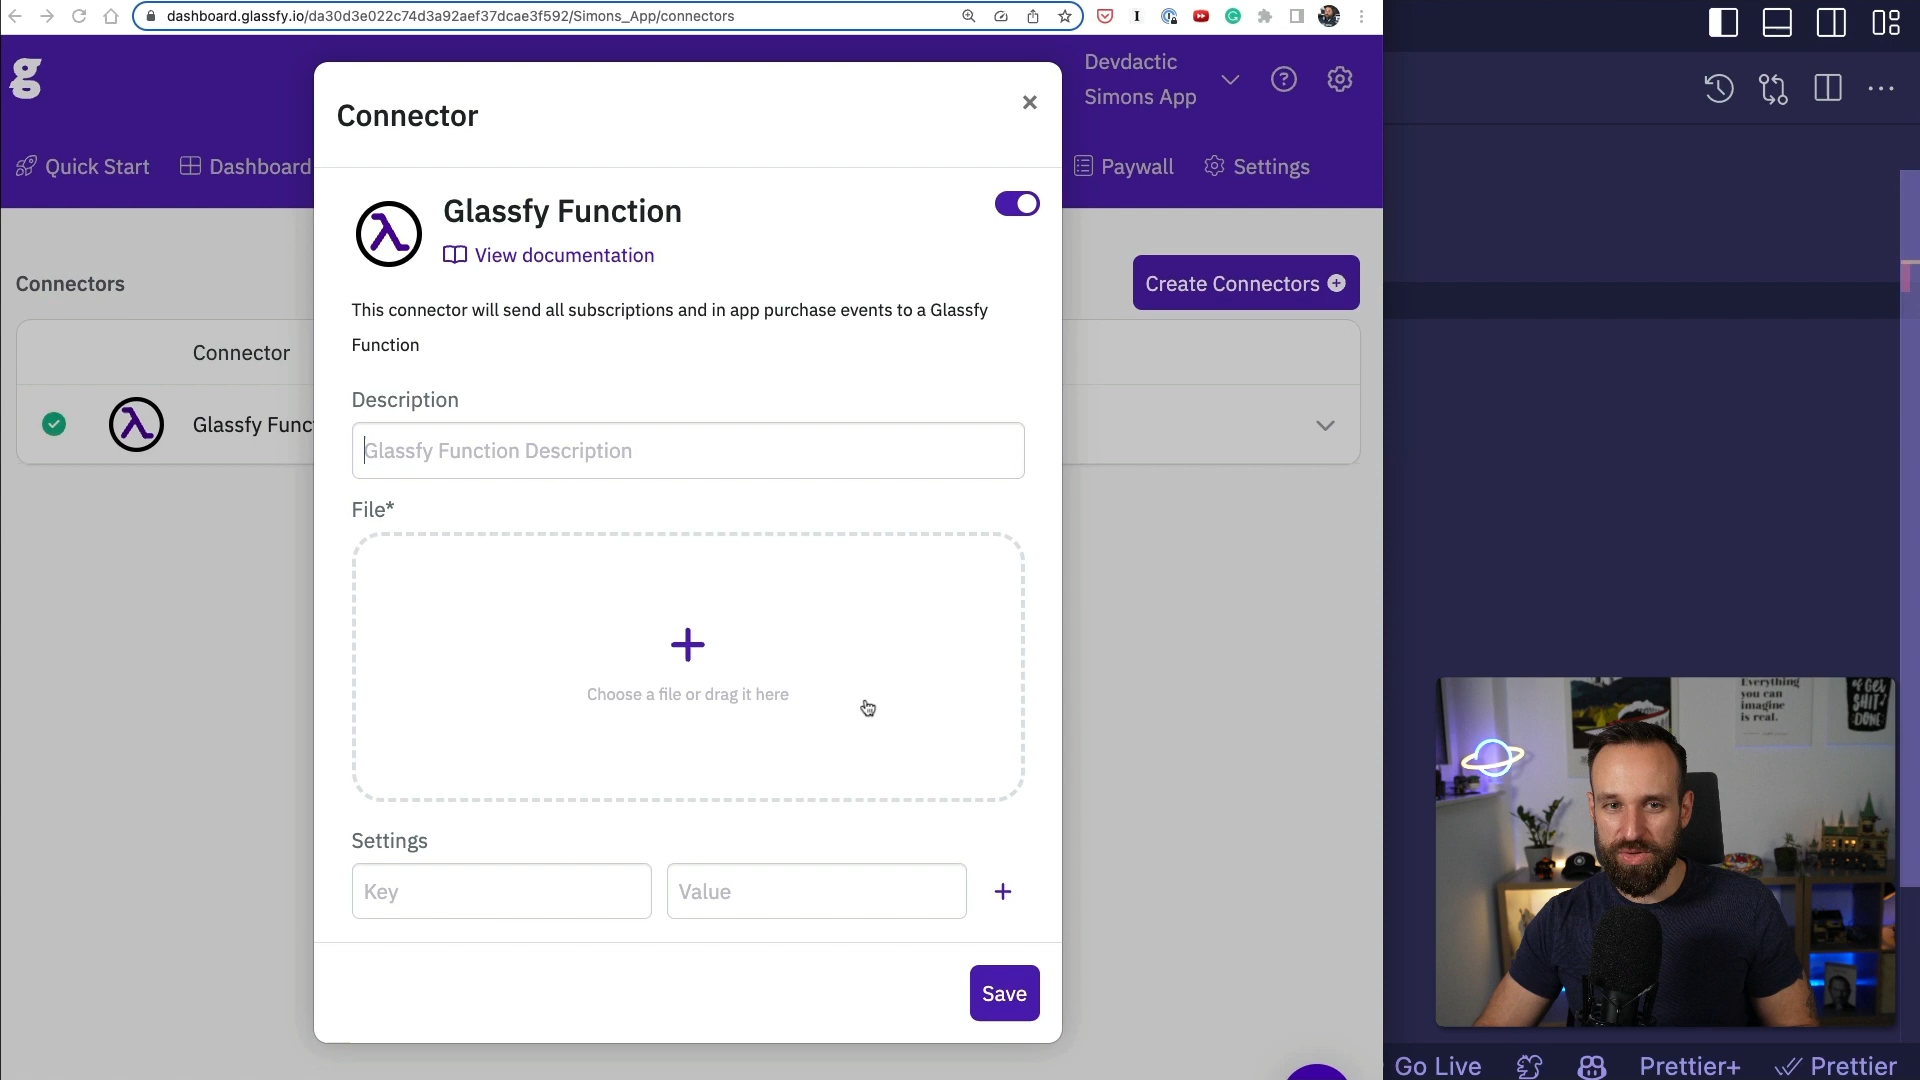 dashboard.glassfy.io/da30d3e022c74d3a92aef37dcae3f592/Simons_App/connectors
g
Devdactic
Simons App
Quick Start
Dashboard
Paywall
Settings
Connector
×
Glassfy Function
View documentation
This connector will send all subscriptions and in app purchase events to a Glassfy
Function
Connectors
Create Connectors
Connector
Glassfy Func
Description
Glassfy Function Description
File*
Choose a file or drag it here
Settings
Key
Value
Save
Everything
you can
imagine
is real.
Get
SHIT
DONE
Go Live
Prettier+
Prettier